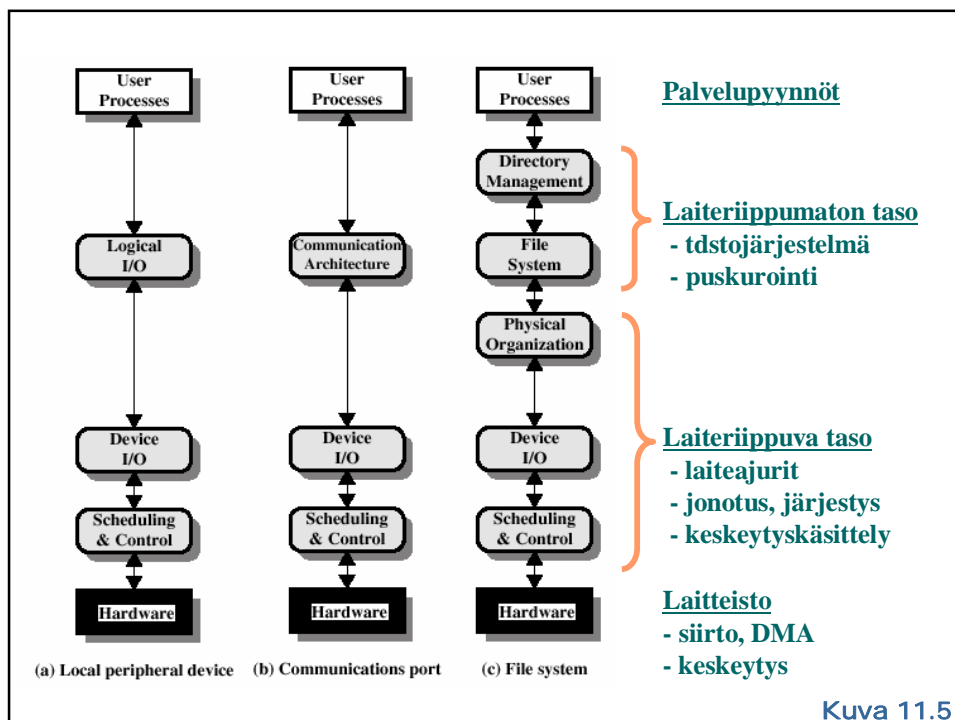 User
Processes
Logical
I/O
Device
I/O
Scheduling
& Control
Hardware
(a) Local peripheral device
User
Processes
Communication
Architecture
Device
I/O
Scheduling
& Control
Hardware
(b) Communications port
User
Processes
Directory
Management
File
System
Physical
Organization
Device
I/O
Scheduling
& Control
Hardware
(c) File system
Palvelupyynnöt
Laiteriippumaton taso
- tdstojärjestelmä
- puskurointi
Laiteriippuva taso
- laiteajurit
- jonotus, järjestys
- keskeytyskäsittely
Laitteisto
- siirto, DMA
- keskeytys
Kuva 11.5